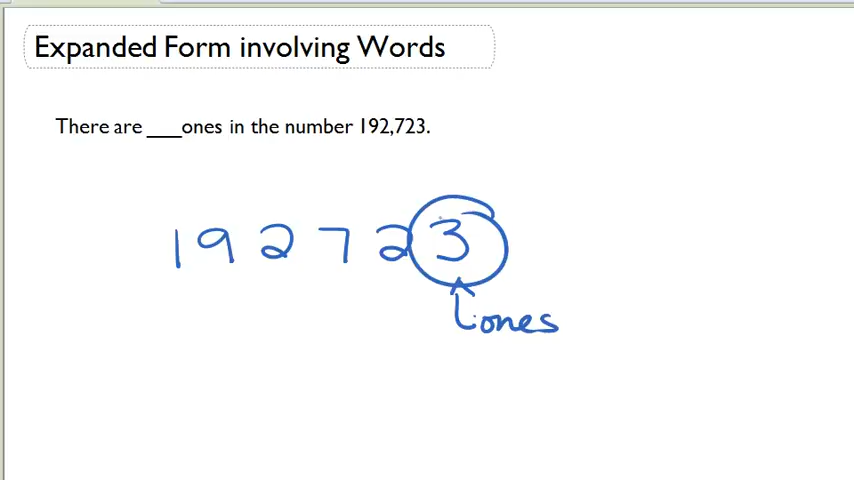 Expanded Form involving Words
There are ___ones in the number 192,723.
192723
ones